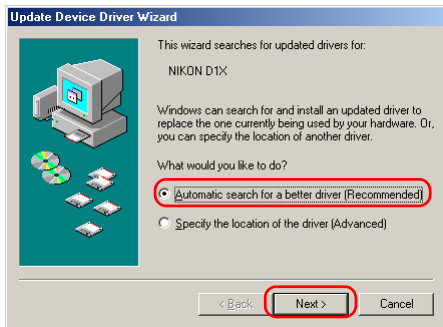 Update Device Driver Wizard
This wizard searches for updated drivers for:
NIKON D1X
Windows can search for and install an updated driver to
replace the one currently being used by your hardware. Or,
you can specify the location of another driver.
What would you like to do?
Automatic search for a better driver (Recommended)
Specify the location of the driver (Advanced)
< Back Next > Cancel